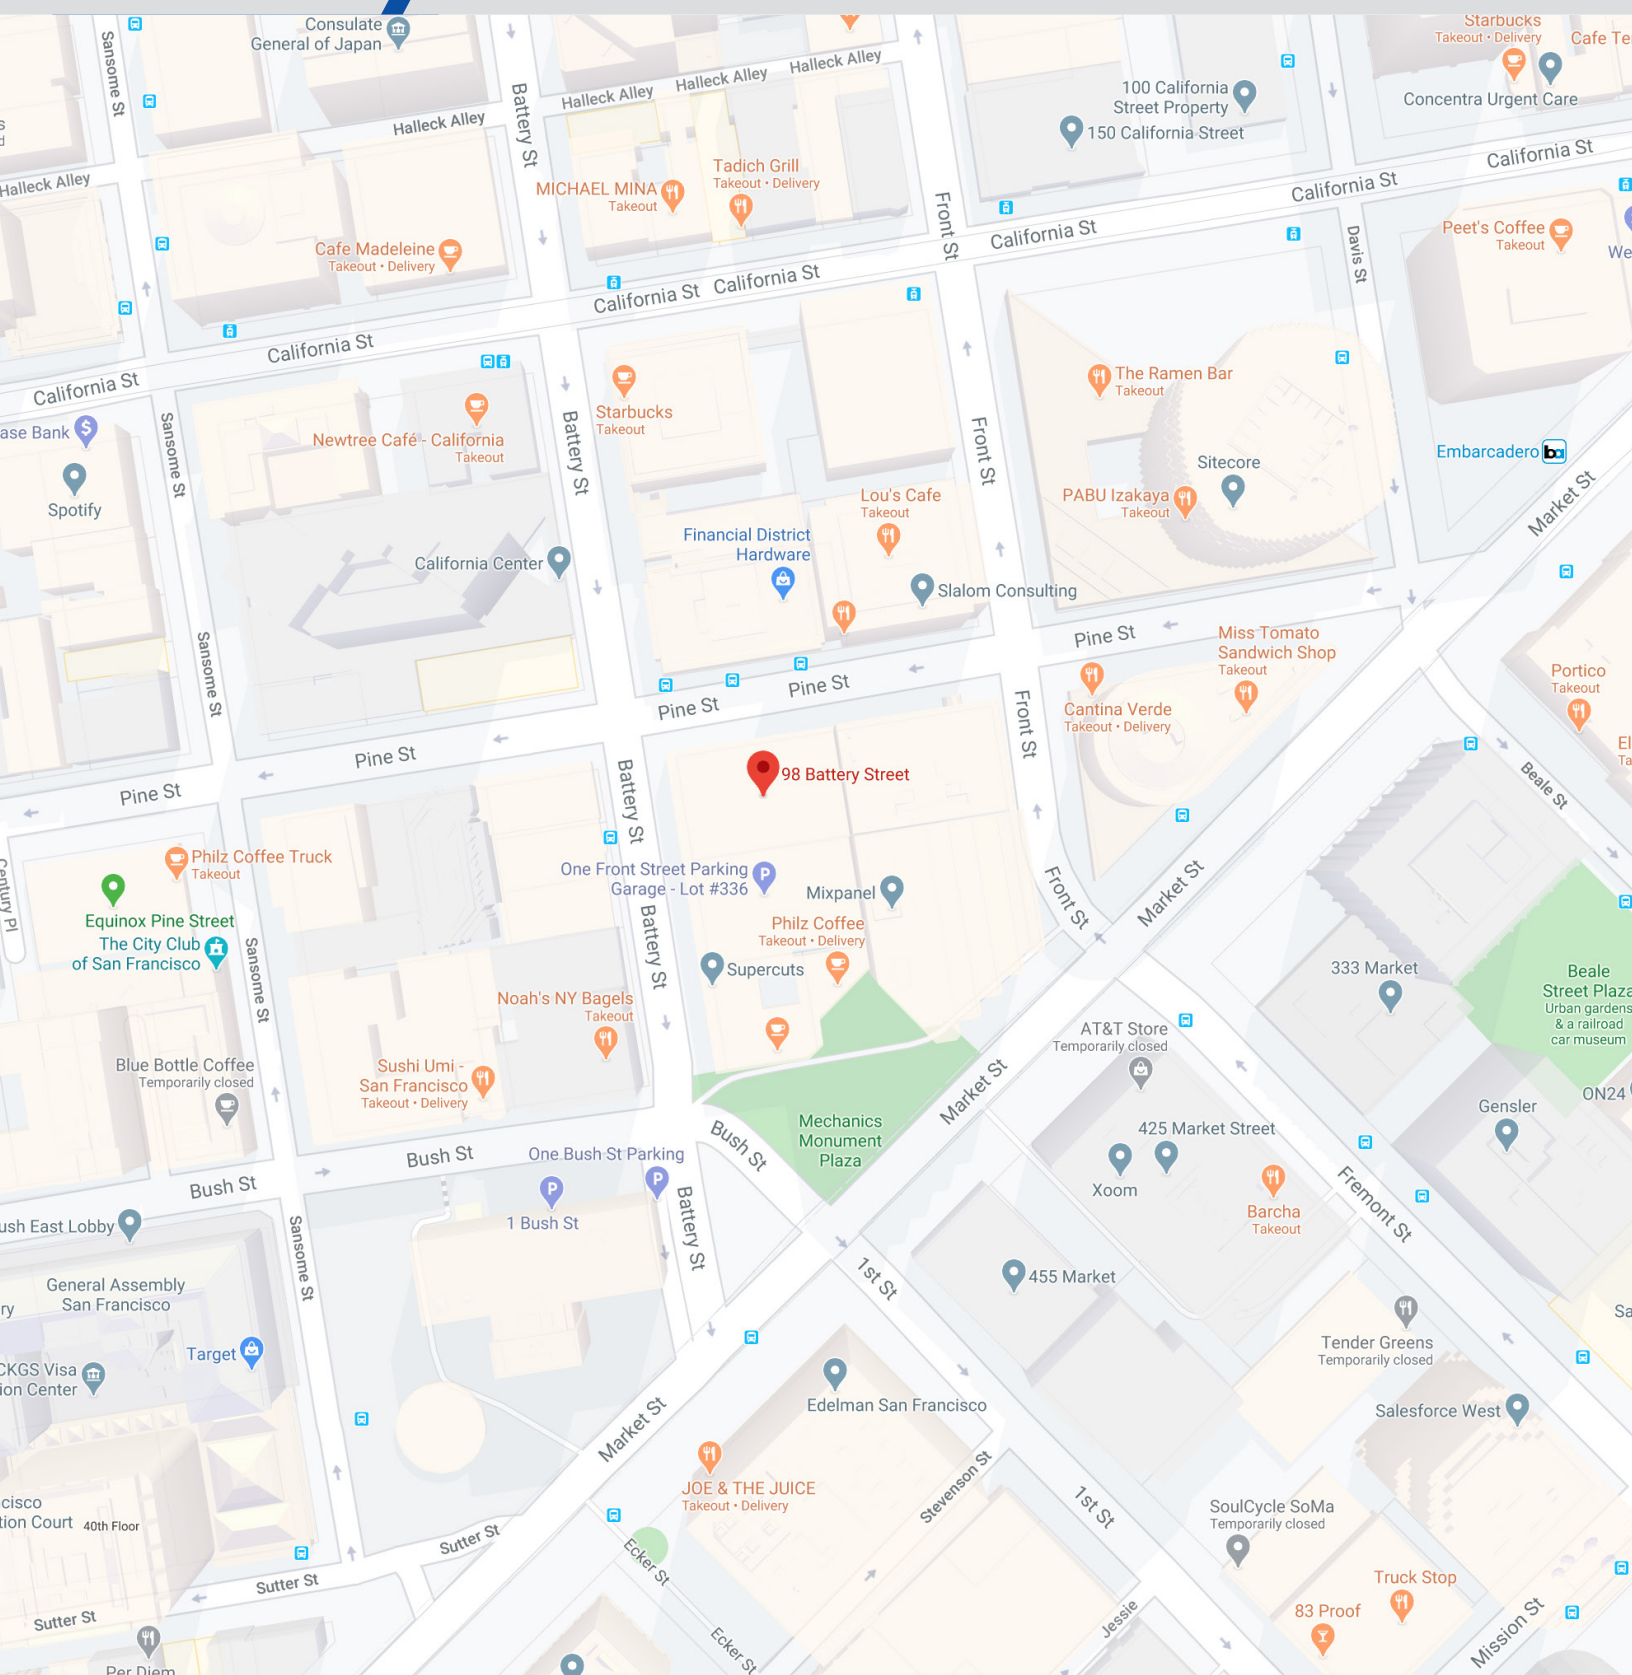 Consulate
General of Japan
Sansome St
Battery St
Halleck Alley
Halleck Alley
Halleck Alley
Halleck Alley
Halleck Alley
100 California
Street Property
150 California Street
Starbucks
Takeout • Delivery
Cafe Te
Concentra Urgent Care
California St
California St
California St
California St
California St
California St
California St
MICHAEL MINA
Takeout
Tadich Grill
Takeout • Delivery
Cafe Madeleine
Takeout • Delivery
Front St
Davis St
Peet's Coffee
Takeout
We
ase Bank
Spotify
Sansome St
Newtree Café - California
Takeout
Battery St
Starbucks
Takeout
Front St
The Ramen Bar
Takeout
Sitecore
PABU Izakaya
Takeout
Embarcadero
ba
Market St
California Center
Financial District
Hardware
Lou's Cafe
Takeout
Slalom Consulting
Sansome St
Pine St
Pine St
Pine St
Pine St
Pine St
Miss Tomato
Sandwich Shop
Takeout
Cantina Verde
Takeout • Delivery
Front St
Portico
Takeout
El
Ta
Beale St
98 Battery Street
Battery St
Century Pl
Philz Coffee Truck
Takeout
Equinox Pine Street
The City Club
of San Francisco
Sansome St
One Front Street Parking
Garage - Lot #336
P
Mixpanel
Philz Coffee
Takeout • Delivery
Supercuts
Battery St
Front St
Market St
333 Market
Beale
Street Plaza
Urban gardens
& a railroad
car museum
Noah's NY Bagels
Takeout
Sushi Umi -
San Francisco
Takeout • Delivery
Blue Bottle Coffee
Temporarily closed
AT&T Store
Temporarily closed
Market St
Mechanics
Monument
Plaza
ON24
Gensler
425 Market Street
Xoom
Barcha
Takeout
Fremont St
Bush St
Bush St
Bush St
One Bush St Parking
P
P
1 Bush St
Battery St
ush East Lobby
General Assembly
San Francisco
ry
Sansome St
1st St
455 Market
Target
CKGS Visa
ion Center
Tender Greens
Temporarily closed
Sa
Edelman San Francisco
Salesforce West
Market St
JOE & THE JUICE
Takeout • Delivery
Stevenson St
1st St
SoulCycle SoMa
Temporarily closed
cisco
tion Court
40th Floor
Sutter St
Sutter St
Sutter St
Ecker St
Ecker St
Jessie
Truck Stop
83 Proof
Mission St
Per Diem